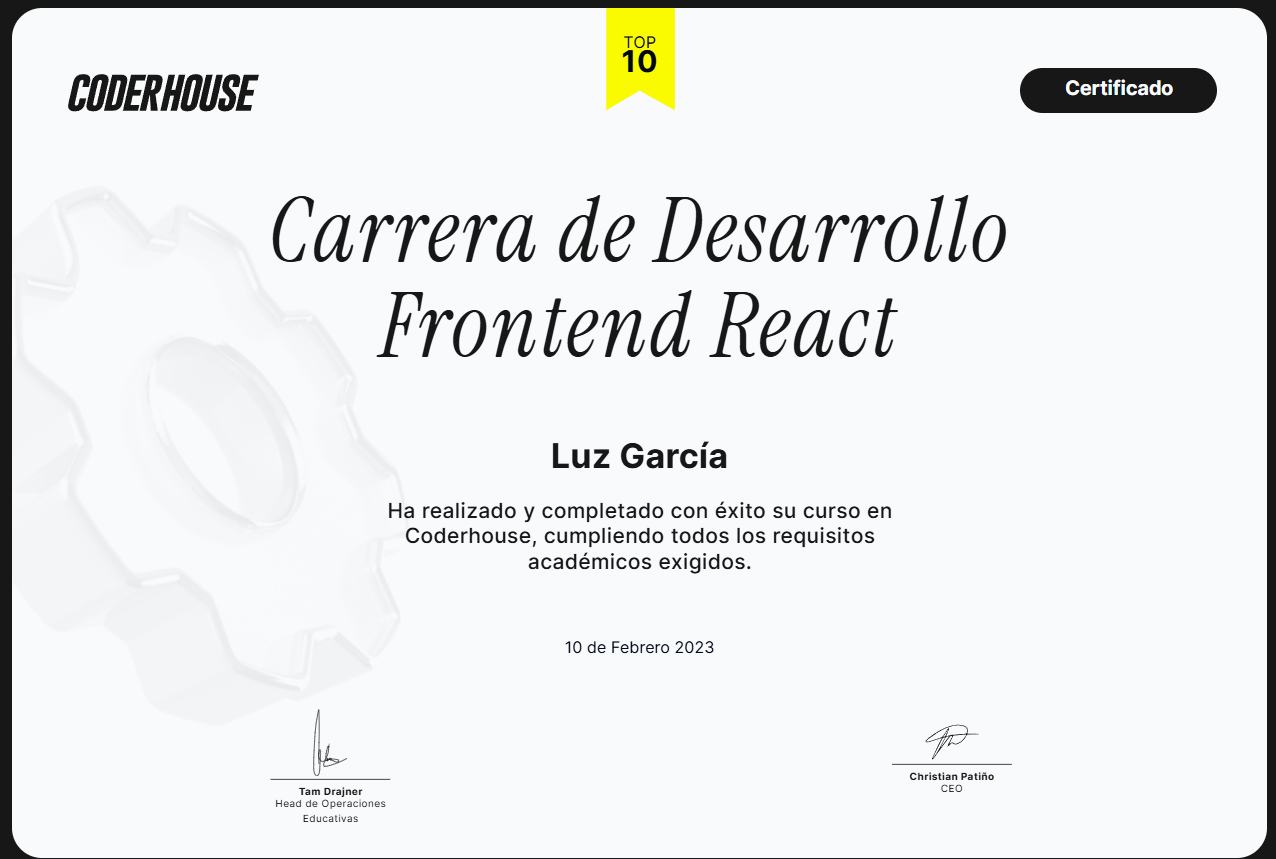 TOP
10
CODERHOUSE
Certificado
Carrera de Desarrollo
Frontend React
Luz García
Ha realizado y completado con éxito su curso en
Coderhouse, cumpliendo todos los requisitos
académicos exigidos.
10 de Febrero 2023
Tam Drajner
Head de Operaciones
Educativas
Christian Patiño
CEO